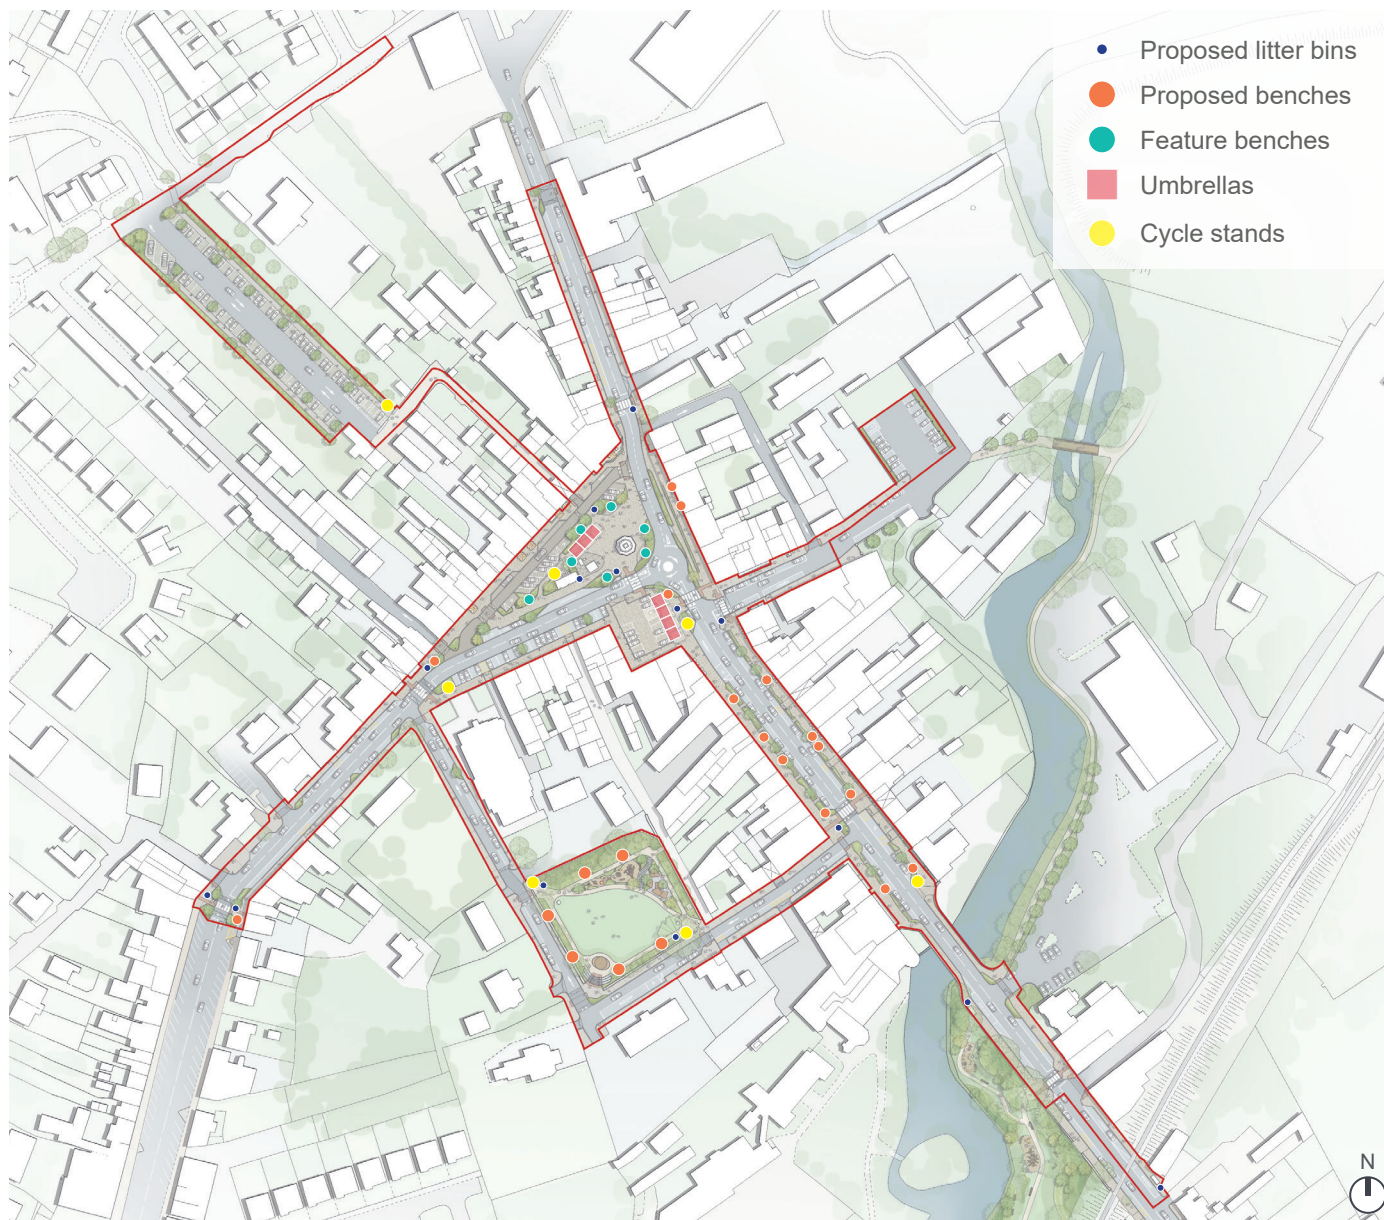 Proposed litter bins
Proposed benches
Feature benches
Umbrellas
Cycle stands
N